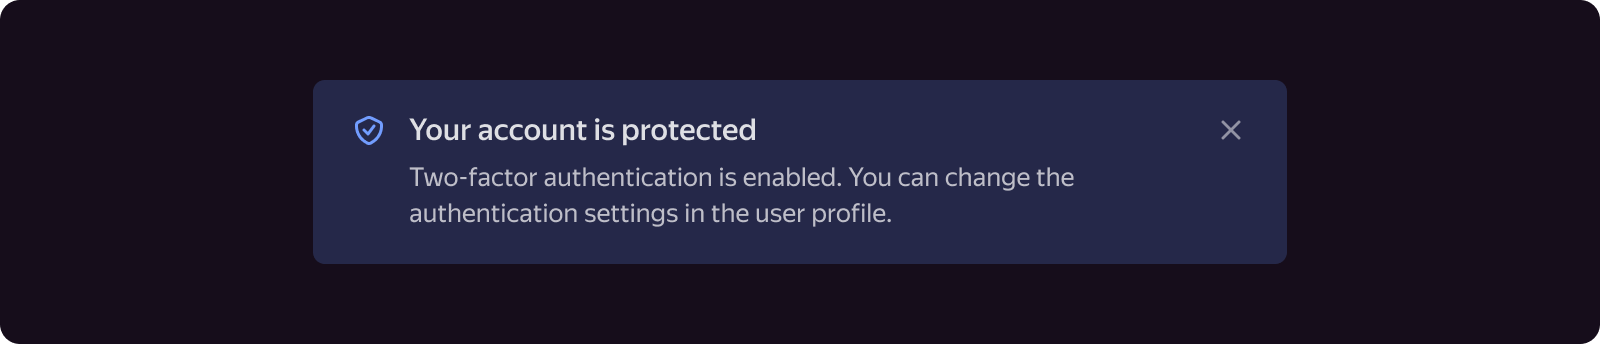 Your account is protected
Two-factor authentication is enabled. You can change the
authentication settings in the user profile.